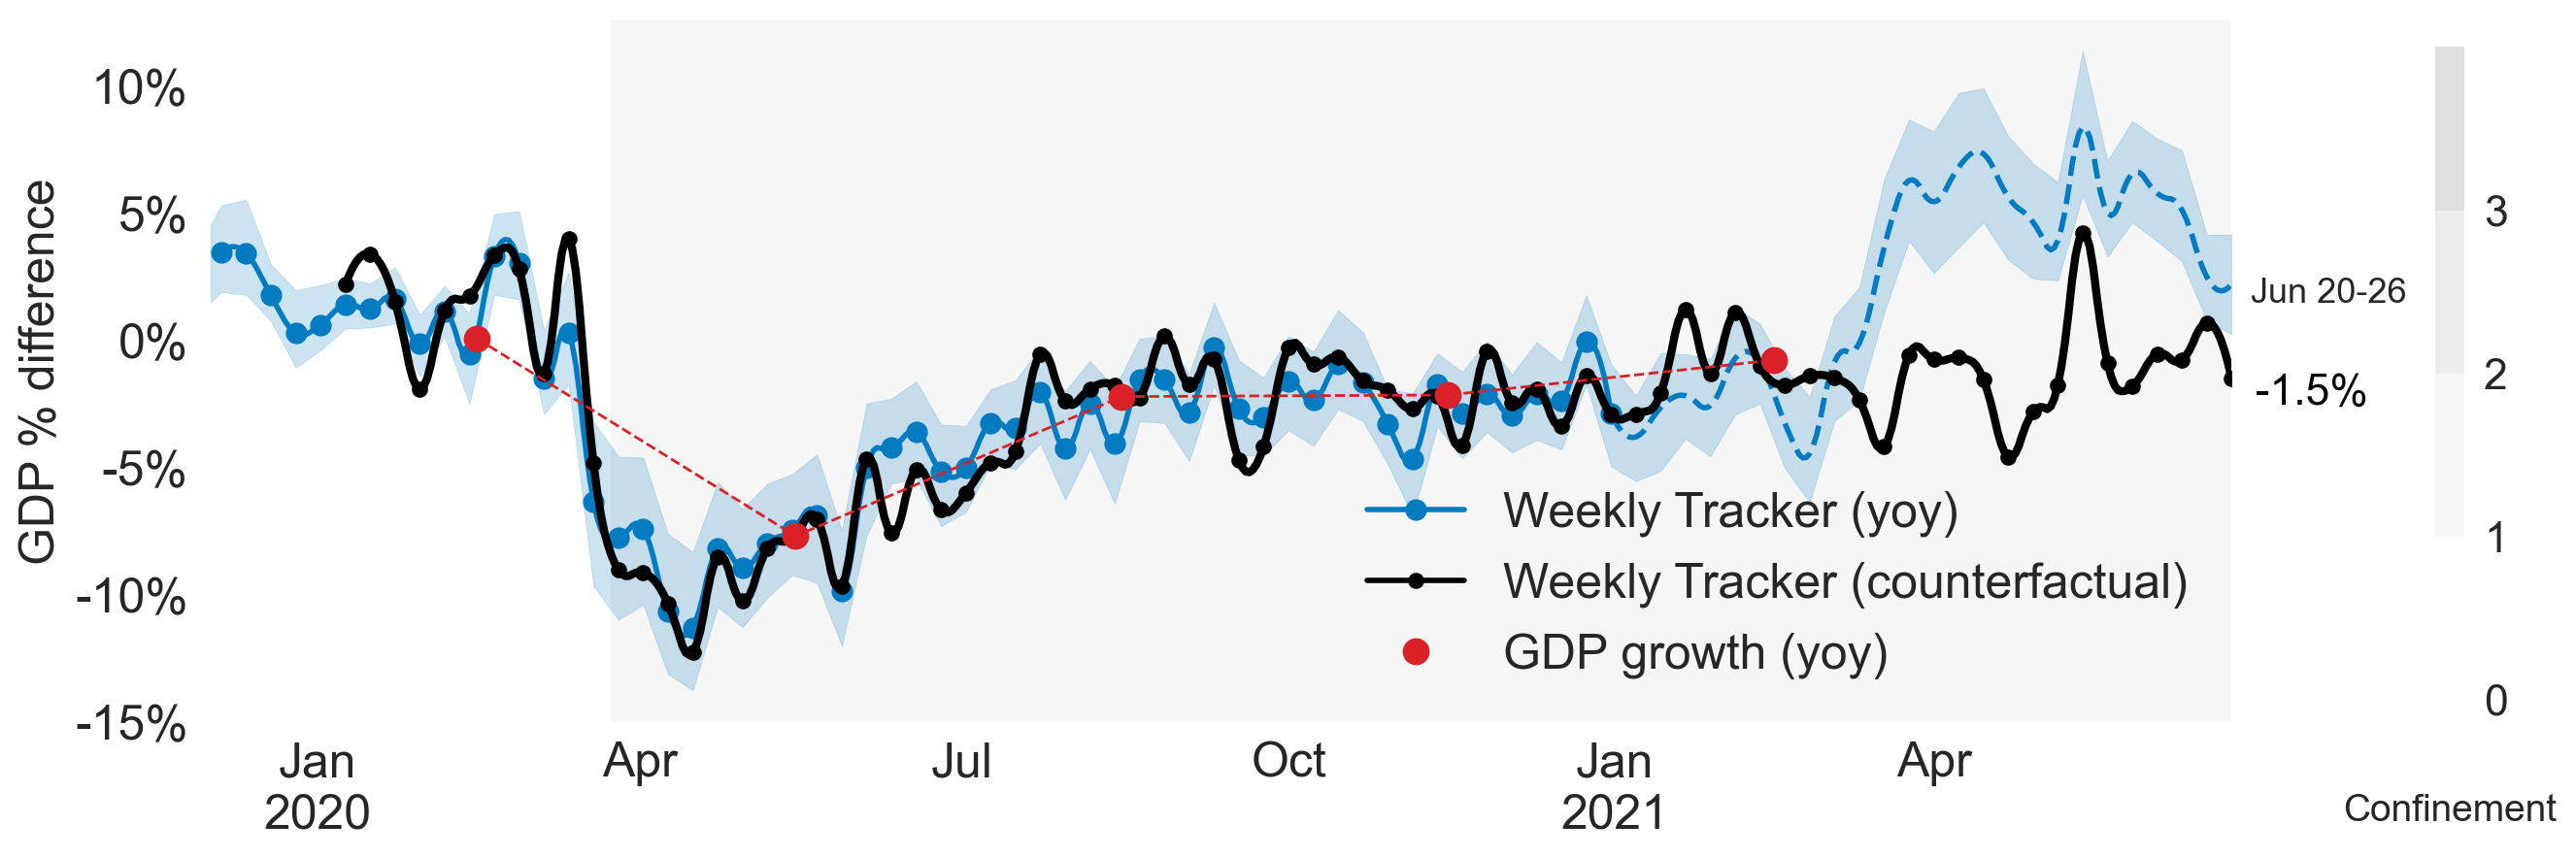 GDP % difference
10%
5%
0%
-5%
-10%
-15%
Jan
2020
Apr
Jul
Oct
Jan
2021
Apr
Weekly Tracker (yoy)
Weekly Tracker (counterfactual)
GDP growth (yoy)
Jun 20-26
-1.5%
3
2
1
0
Confinement